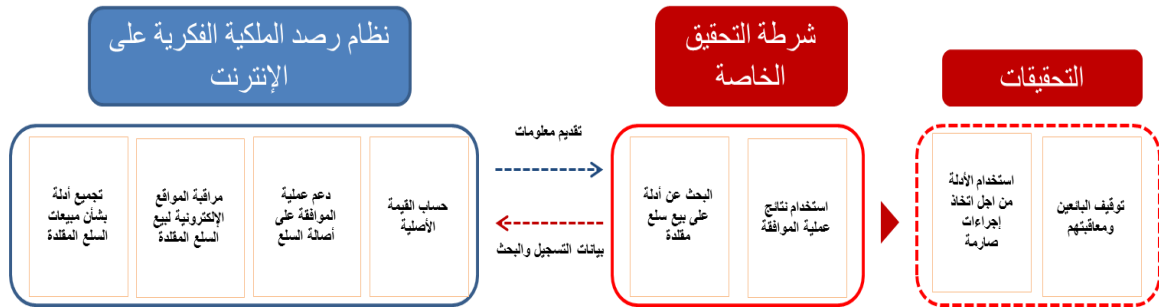 نظام رصد الملكية الفكرية على
الإنترنت
شرطة التحقيق
الخاصة
التحقيقات
تجميع أدلة
بشأن مبيعات
السلع المقلدة
مراقبة المواقع
الإلكترونية لبيع
السلع المقلدة
دعم عملية
الموافقة على
أصالة السلع
حساب القيمة
الأصلية
تقديم معلومات
بيانات التسجيل والبحث
البحث عن أدلة
على بيع سلع
مقلدة
استخدام نتائج
عملية الموافقة
استخدام الأدلة
من اجل اتخاذ
إجراءات
صارمة
توقيف البائعين
ومعاقبتهم